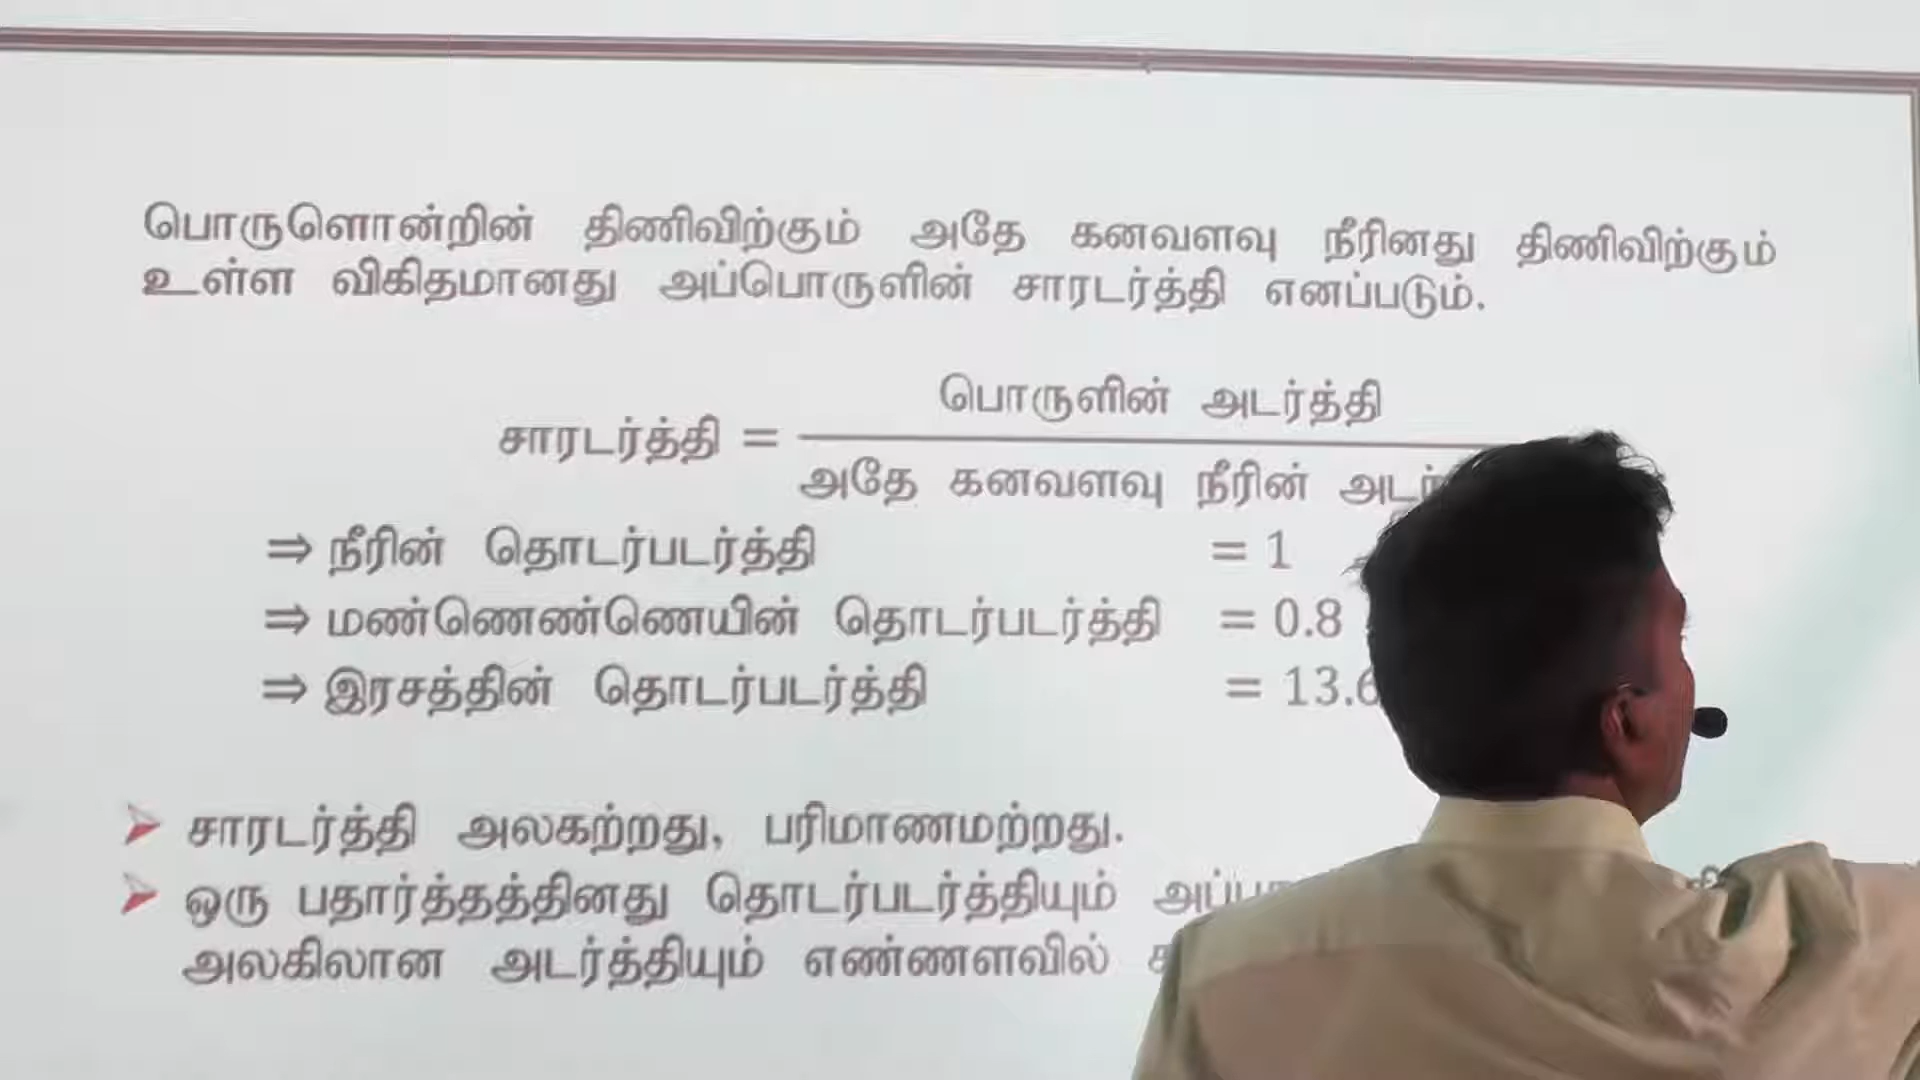 பொருளொன்றின் திணிவிற்கும் அதே கனவளவு நீரினது திணிவிற்கும்
உள்ள விகிதமானது அப்பொருளின் சாரடர்த்தி எனப்படும்.
பொருளின் அடர்த்தி
சாரடர்த்தி =
அதே கனவளவு நீரின்
⇒ நீரின் தொடர்படர்த்தி = 1
⇒ மண்ணெண்ணெயின் தொடர்படர்த்தி = 0.8
⇒ இரசத்தின் தொடர்படர்த்தி = 13.6
➢ சாரடர்த்தி அலகற்றது, பரிமாணமற்றது.
➢ ஒரு பதார்த்தத்தினது தொடர்படர்த்தியும்
அலகிலான அடர்த்தியும் எண்ணளவில்